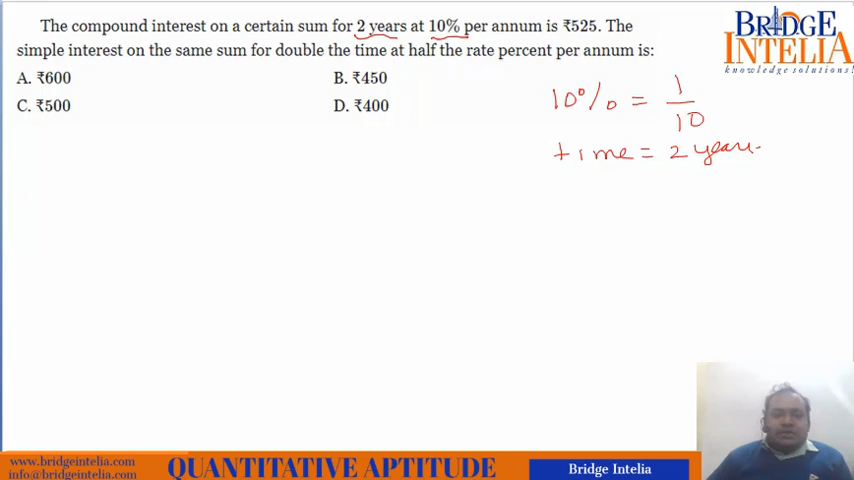 The compound interest on a certain sum for 2 years at 10% per annum is ₹525. The
simple interest on the same sum for double the time at half the rate percent per annum is:
A. ₹600
B. ₹450
C. ₹500
D. ₹400
10% = 1/10
time = 2 years
BRIDGE
INTELIA
knowledge solutions!
www.bridgeintelia.com
info@bridgeintelia.com
QUANTITATIVE APTITUDE
Bridge Intelia